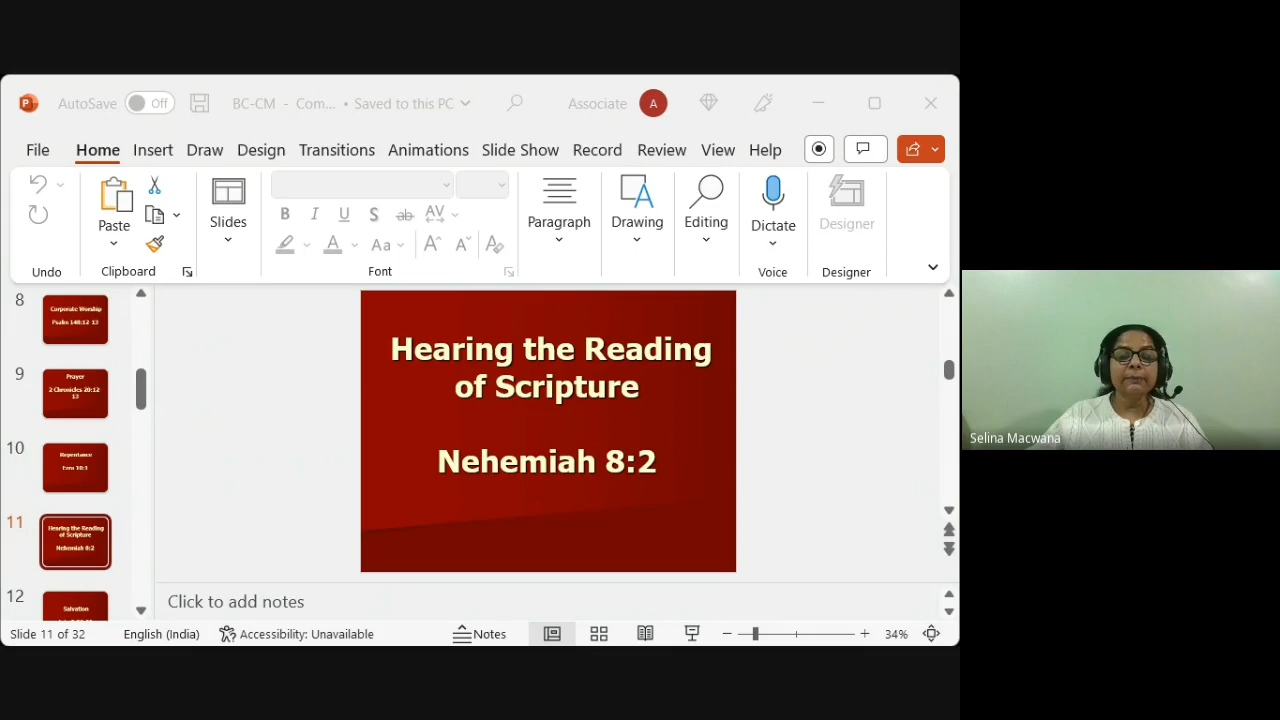 AutoSave Off BC-CM - Com... • Saved to this PC Associate A
File Home Insert Draw Design Transitions Animations Slide Show Record Review View Help
Paste Slides B I U S ab AV Aa A A A Paragraph Drawing Editing Dictate Designer
Undo Clipboard Font Voice Designer
8
Corporate Worship
Psalm 148:12 13
9
Prayer
2 Chronicles 20:12
13
10
Repentance
Ezra 10:1
11
Hearing the Reading
of Scripture
Nehemiah 8:2
12
Salvation
Hearing the Reading
of Scripture
Nehemiah 8:2
Click to add notes
Slide 11 of 32 English (India) Accessibility: Unavailable Notes 34%
Selina Macwana